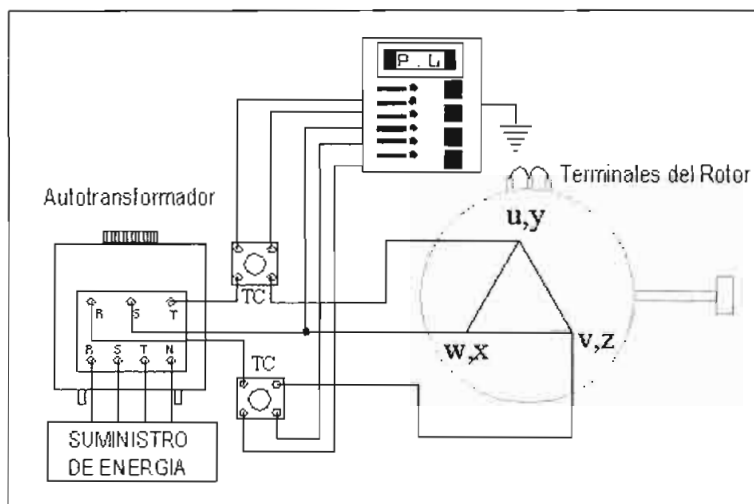 P.L
Terminales del Rotor
Autotransformador
u,y
TC
R S T
w,x
v,z
R S T N
TC
SUMINISTRO
DE ENERGIA